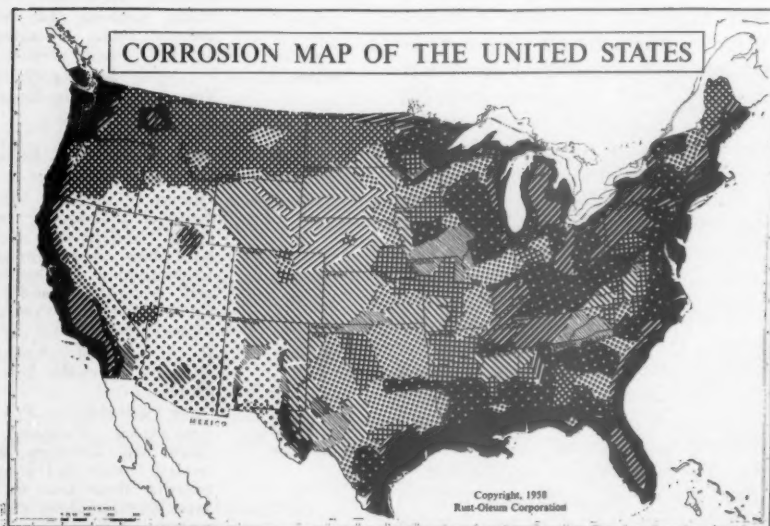 CORROSION MAP OF THE UNITED STATES
MEXICO
Copyright, 1958
Rust-Oleum Corporation